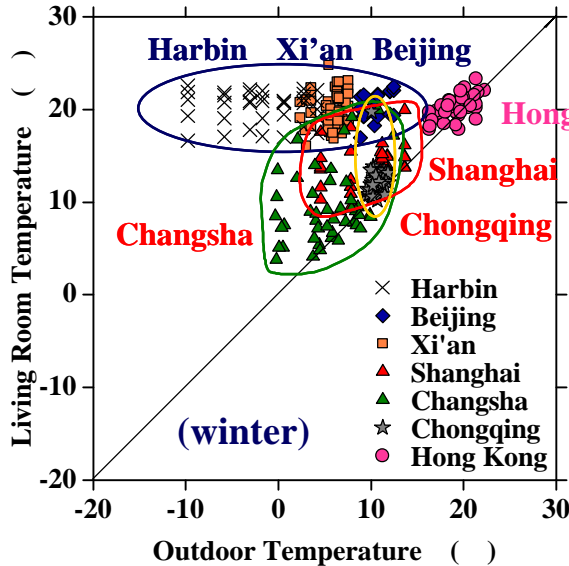 30
20
10
0
-10
-20
-20 -10 0 10 20 30
Living Room Temperature ( )
Outdoor Temperature ( )
Harbin Xi’an Beijing
Hong
Shanghai
Chongqing
Changsha
(winter)
Harbin
Beijing
Xi'an
Shanghai
Changsha
Chongqing
Hong Kong